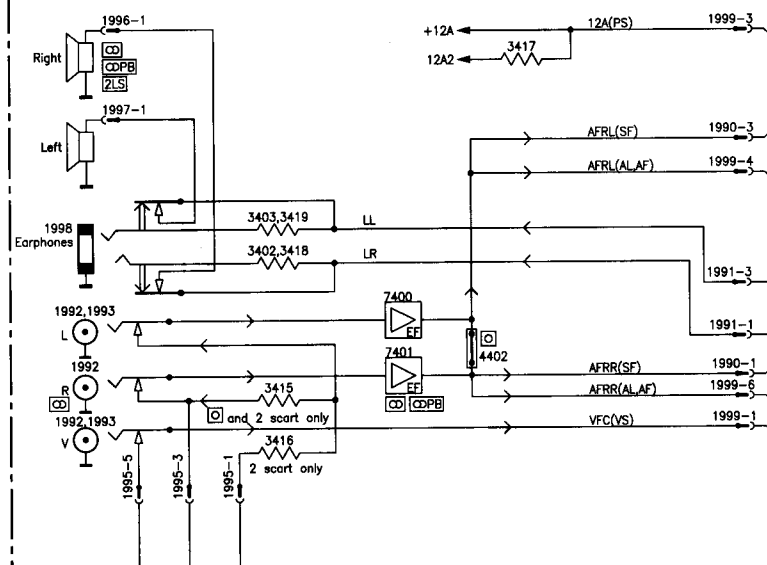 1996-1
12A(PS)
1999-3
+12A
3417
12A2
Right
PB
2LS
1997-1
Left
AFRL(SF)
1990-3
AFRL(AL,AF)
1999-4
1998
Earphones
3403,3419
LL
3402,3418
LR
1991-3
1992,1993
L
7400
EF
1991-1
4402
1992
R
7401
EF
PB
AFRR(SF)
1990-1
3415
AFRR(AL,AF)
1999-6
and 2 scart only
1992,1993
V
VFC(VS)
1999-1
3416
2 scart only
1995-5
1995-3
1995-1